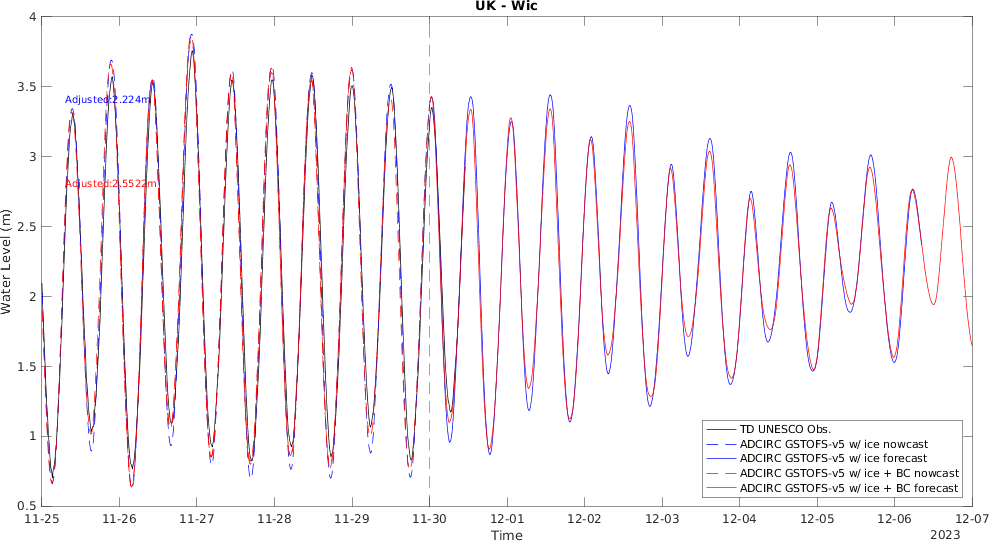 UK - Wic
4
3.5
3
2.5
2
1.5
1
0.5
Water Level (m)
Adjusted:2.224m
Adjusted:2.5522m
TD UNESCO Obs.
ADCIRC GSTOFS-v5 w/ ice nowcast
ADCIRC GSTOFS-v5 w/ ice forecast
ADCIRC GSTOFS-v5 w/ ice + BC nowcast
ADCIRC GSTOFS-v5 w/ ice + BC forecast
11-25 11-26 11-27 11-28 11-29 11-30 12-01 12-02 12-03 12-04 12-05 12-06 12-07
Time
2023